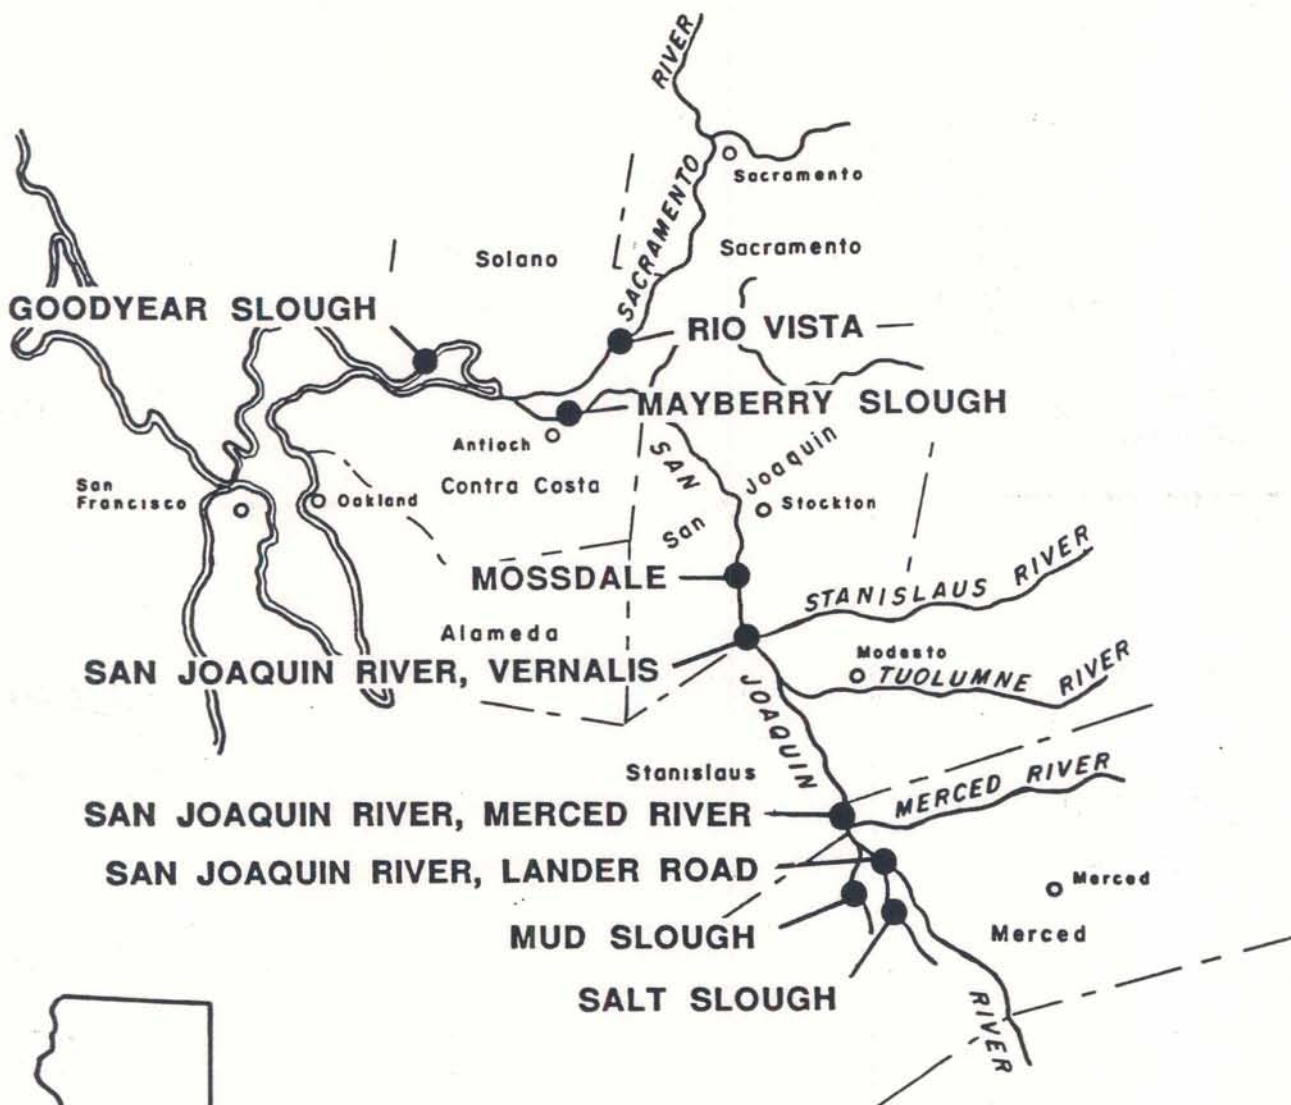 RIVER
Sacramento
SACRAMENTO
Sacramento
Solano
GOODYEAR SLOUGH
RIO VISTA
MAYBERRY SLOUGH
Antioch
SAN
Joaquin
San
Francisco
Oakland
Contra Costa
Stockton
San
MOSSDALE
STANISLAUS RIVER
Alameda
Modesto
SAN JOAQUIN RIVER, VERNALIS
TUOLUMNE RIVER
JOAQUIN
Stanislaus
MERCED RIVER
SAN JOAQUIN RIVER, MERCED RIVER
SAN JOAQUIN RIVER, LANDER ROAD
Merced
MUD SLOUGH
Merced
SALT SLOUGH
RIVER